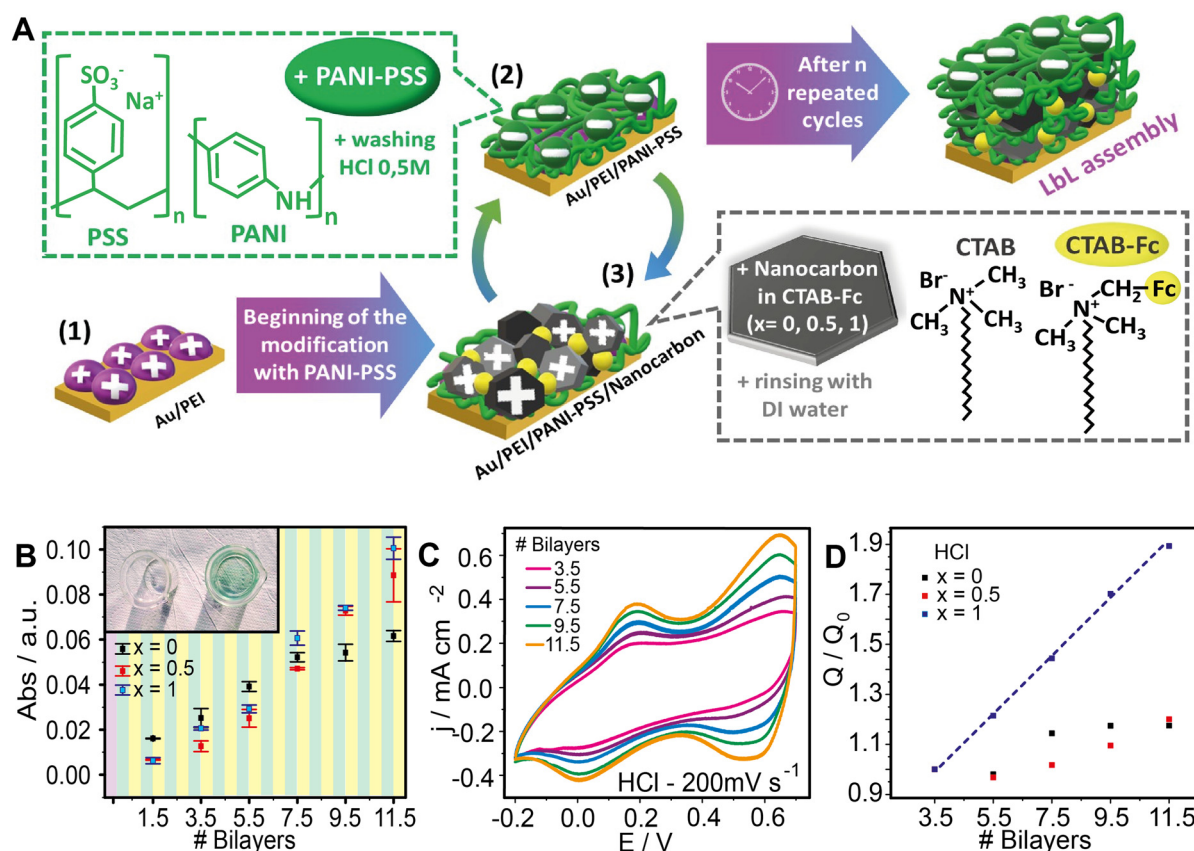 A
SO₃⁻
Na⁺
n
PSS
NH
n
PANI
+ PANI-PSS
+ washing
HCl 0,5M
(2)
Au/PEI/PANI-PSS
After n
repeated
cycles
LbL assembly
(1)
Au/PEI
Beginning of the
modification
with PANI-PSS
(3)
Au/PEI/PANI-PSS/Nanocarbon
+ Nanocarbon
in CTAB-Fc
(x= 0, 0.5, 1)
+ rinsing with
DI water
CTAB
Br⁻
CH₃
N⁺
CH₃
CH₃
CTAB-Fc
Br⁻
CH₂
Fc
N⁺
CH₃
CH₃
B
Abs / a.u.
0.10
0.08
0.06
0.04
0.02
0.00
x = 0
x = 0.5
x = 1
1.5 3.5 5.5 7.5 9.5 11.5
# Bilayers
C
j / mA cm⁻²
0.6
0.4
0.2
0.0
-0.2
-0.4
# Bilayers
3.5
5.5
7.5
9.5
11.5
HCl - 200mV s⁻¹
-0.2 0.0 0.2 0.4 0.6
E / V
D
Q / Q₀
1.9
1.7
1.5
1.3
1.1
0.9
HCl
x = 0
x = 0.5
x = 1
3.5 5.5 7.5 9.5 11.5
# Bilayers